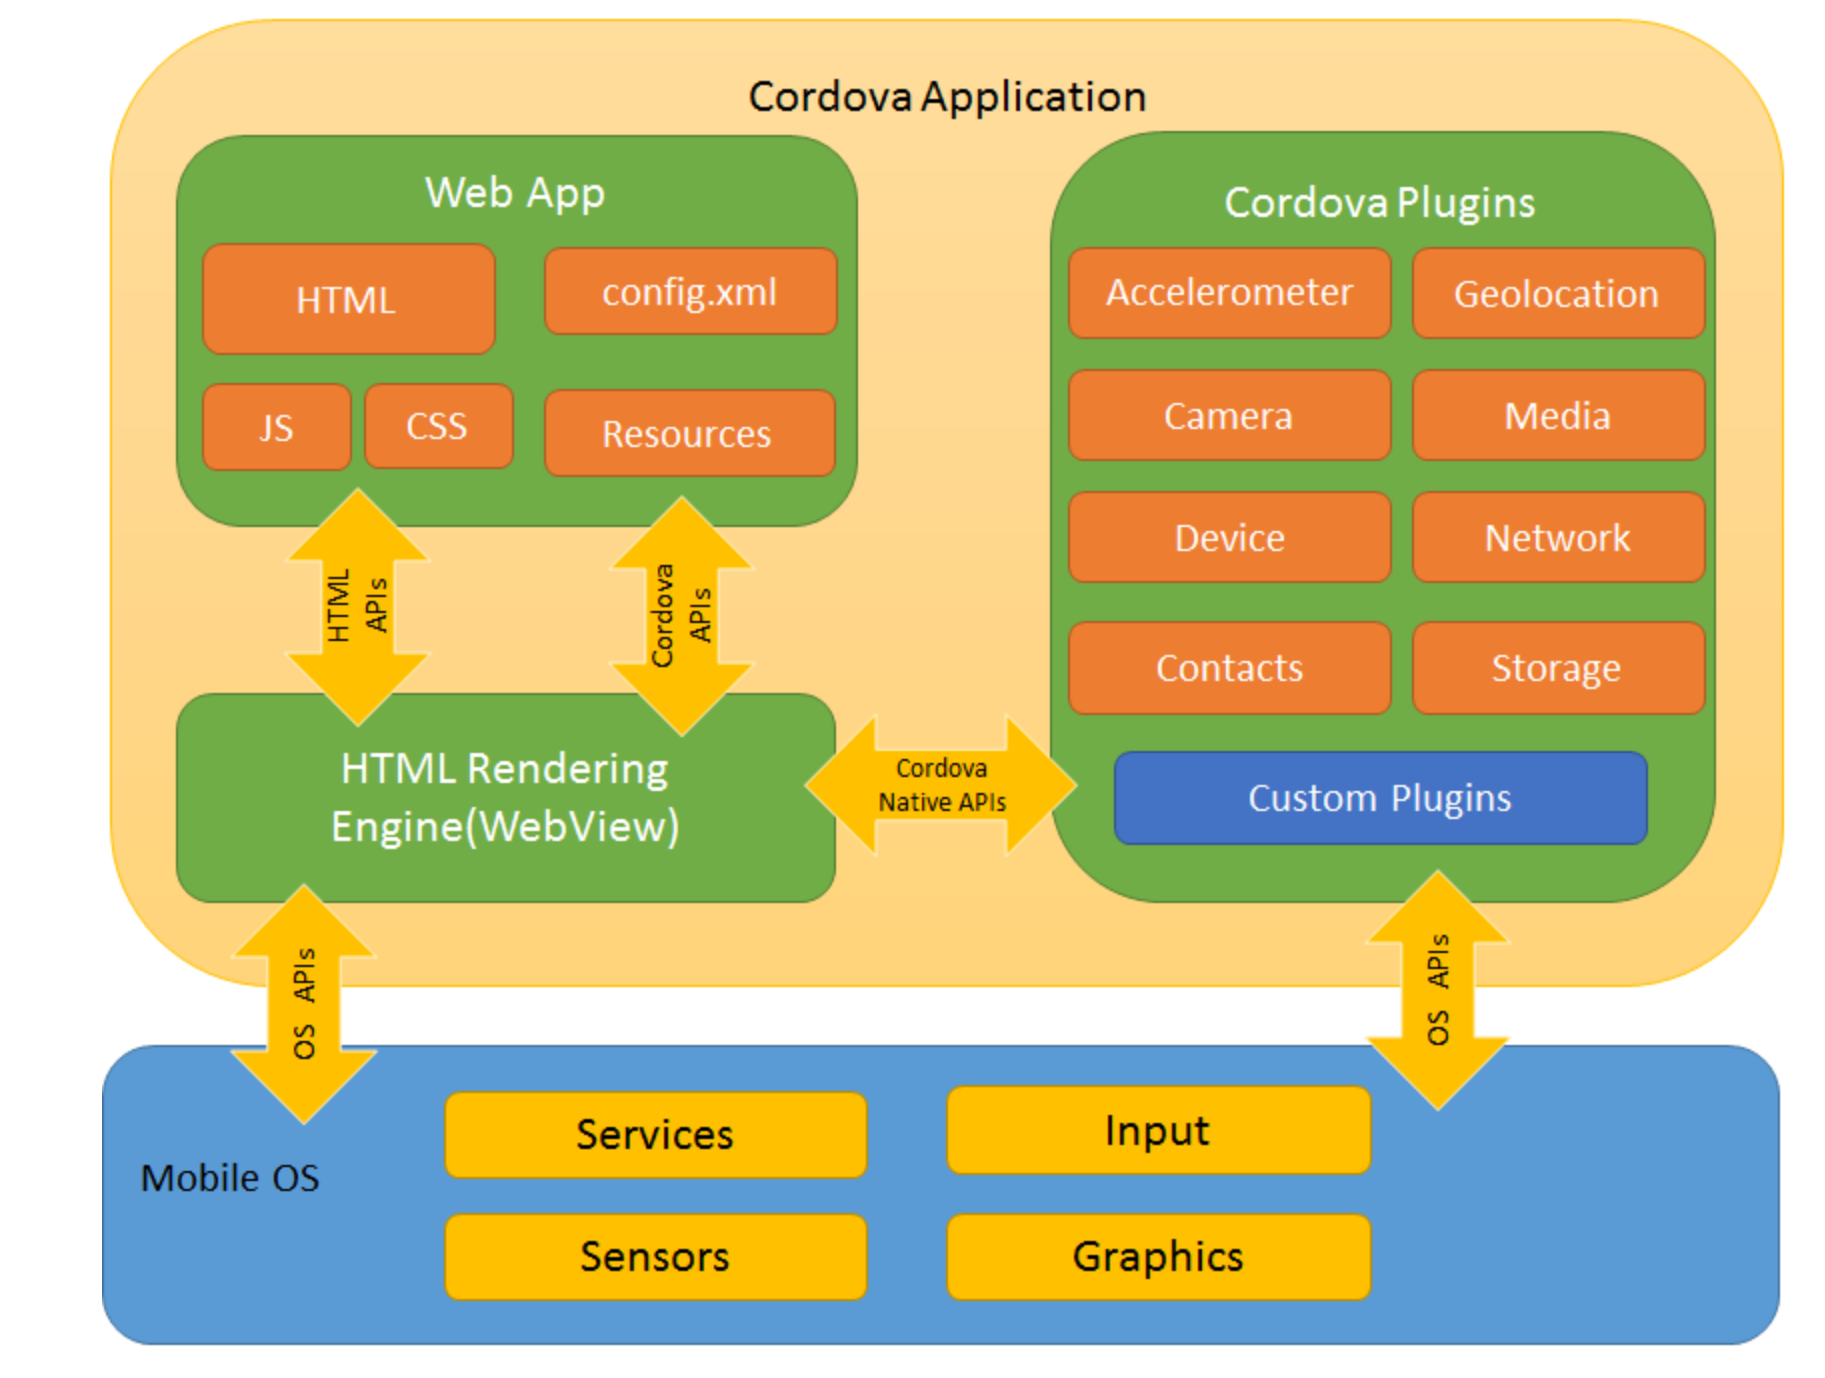 Cordova Application
Web App
HTML
config.xml
JS
CSS
Resources
HTML
APIs
Cordova
APIs
HTML Rendering
Engine(WebView)
Cordova
Native APIs
Cordova Plugins
Accelerometer
Geolocation
Camera
Media
Device
Network
Contacts
Storage
Custom Plugins
OS APIs
OS APIs
Mobile OS
Services
Input
Sensors
Graphics